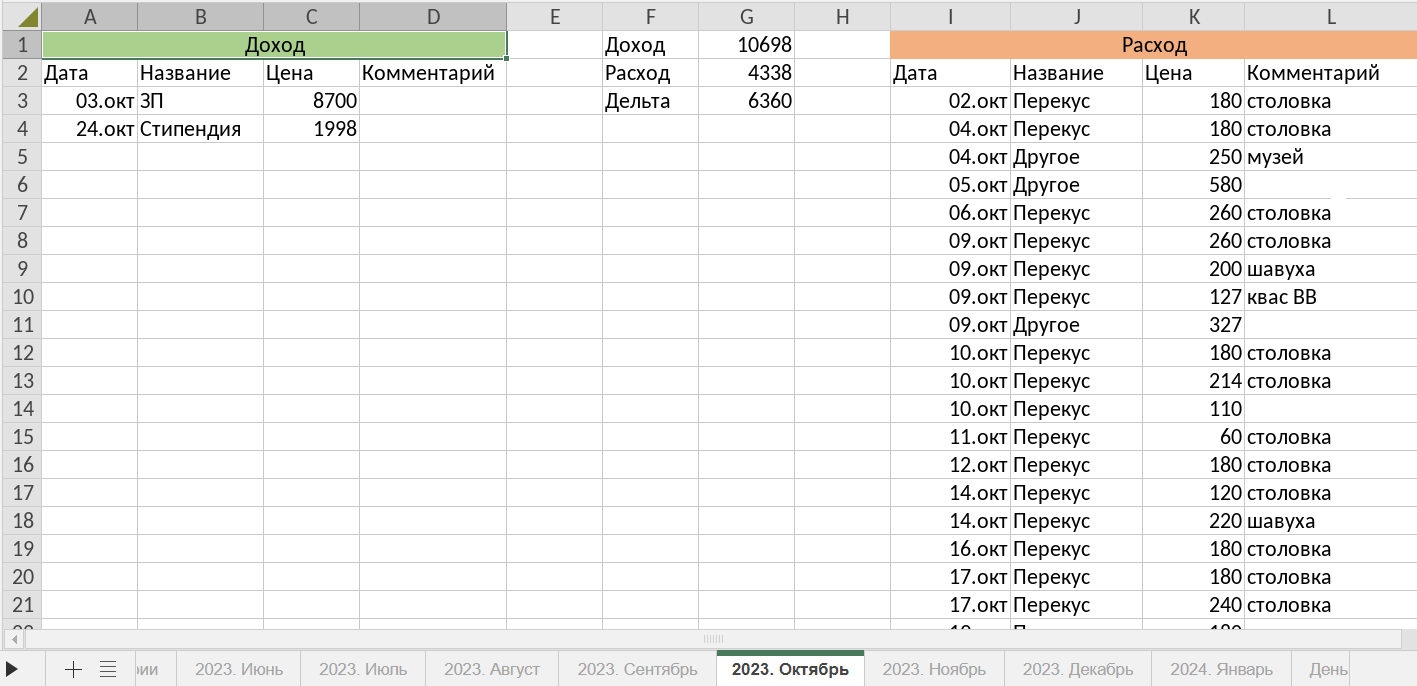 A B C D E F G H I J K L
1 Доход Доход 10698 Расход
2 Дата Название Цена Комментарий Расход 4338 Дата Название Цена Комментарий
3 03.окт ЗП 8700 Дельта 6360 02.окт Перекус 180 столовка
4 24.окт Стипендия 1998 04.окт Перекус 180 столовка
5 04.окт Другое 250 музей
6 05.окт Другое 580
7 06.окт Перекус 260 столовка
8 09.окт Перекус 260 столовка
9 09.окт Перекус 200 шавуха
10 09.окт Перекус 127 квас ВВ
11 09.окт Другое 327
12 10.окт Перекус 180 столовка
13 10.окт Перекус 214 столовка
14 10.окт Перекус 110
15 11.окт Перекус 60 столовка
16 12.окт Перекус 180 столовка
17 14.окт Перекус 120 столовка
18 14.окт Перекус 220 шавуха
19 16.окт Перекус 180 столовка
20 17.окт Перекус 180 столовка
21 17.окт Перекус 240 столовка
рии 2023. Июнь 2023. Июль 2023. Август 2023. Сентябрь 2023. Октябрь 2023. Ноябрь 2023. Декабрь 2024. Январь День